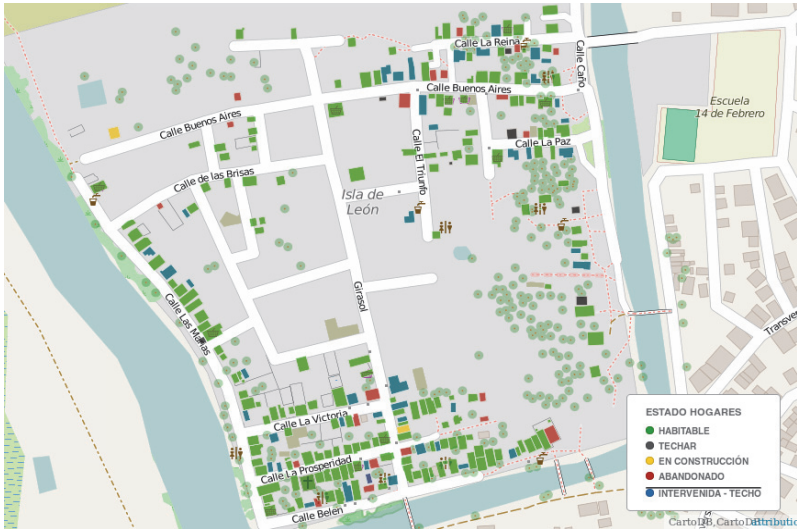 Calle La Reina
Calle Caño
Calle Buenos Aires
Escuela
14 de Febrero
Calle Buenos Aires
Calle La Paz
Calle El Triunfo
Calle de las Brisas
Isla de
León
Girasol
Calle Las Marías
Transver
ESTADO HOGARES
HABITABLE
TECHAR
EN CONSTRUCCIÓN
ABANDONADO
INTERVENIDA - TECHO
Calle La Victoria
Calle La Prosperidad
Calle Belén
CartoDB,CartoDB